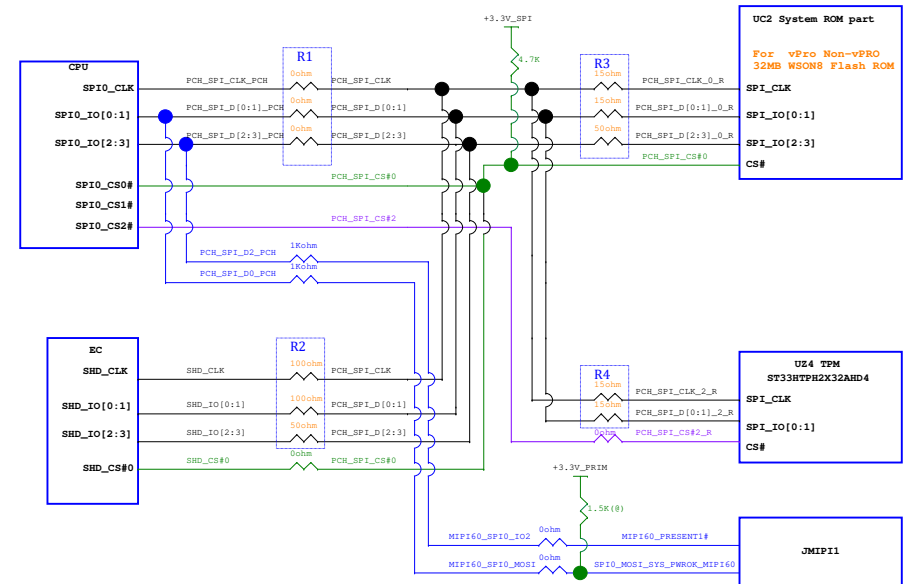 +3.3V_SPI
UC2 System ROM part
For vPro Non-vPRO
32MB WSON8 Flash ROM
4.7K
CPU
R1
R3
0ohm
15ohm
SPI0_CLK
PCH_SPI_CLK_PCH
PCH_SPI_CLK
PCH_SPI_CLK_0_R
SPI_CLK
0ohm
15ohm
SPI0_IO[0:1]
PCH_SPI_D[0:1]_PCH
PCH_SPI_D[0:1]
PCH_SPI_D[0:1]_0_R
SPI_IO[0:1]
0ohm
50ohm
SPI0_IO[2:3]
PCH_SPI_D[2:3]_PCH
PCH_SPI_D[2:3]
PCH_SPI_D[2:3]_0_R
SPI_IO[2:3]
PCH_SPI_CS#0
CS#
SPI0_CS0#
PCH_SPI_CS#0
SPI0_CS1#
SPI0_CS2#
PCH_SPI_CS#2
PCH_SPI_D2_PCH
1Kohm
PCH_SPI_D0_PCH
1Kohm
EC
R2
UZ4 TPM
ST33HTPH2X32AHD4
100ohm
SHD_CLK
SHD_CLK
PCH_SPI_CLK
R4
15ohm
PCH_SPI_CLK_2_R
SPI_CLK
100ohm
SHD_IO[0:1]
SHD_IO[0:1]
PCH_SPI_D[0:1]
15ohm
PCH_SPI_D[0:1]_2_R
SPI_IO[0:1]
50ohm
SHD_IO[2:3]
SHD_IO[2:3]
PCH_SPI_D[2:3]
0ohm
PCH_SPI_CS#2_R
CS#
0ohm
SHD_CS#0
SHD_CS#0
PCH_SPI_CS#0
+3.3V_PRIM
1.5K(@)
MIPI60_SPI0_IO2
0ohm
MIPI60_PRESENT1#
JMIPI1
MIPI60_SPI0_MOSI
0ohm
SPI0_MOSI_SYS_PWROK_MIPI60